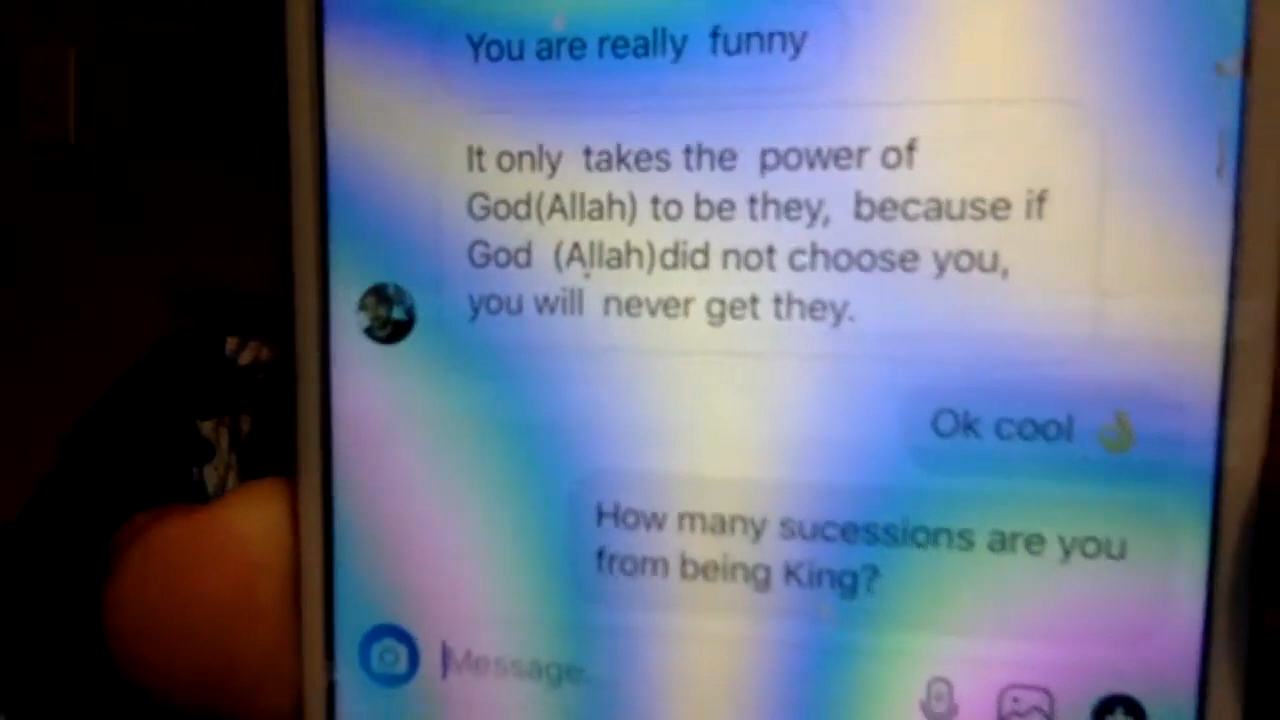 You are really funny
It only takes the power of
God(Allah) to be they, because if
God (Allah)did not choose you,
you will never get they.
Ok cool 👌
How many sucessions are you
from being King?
Message...